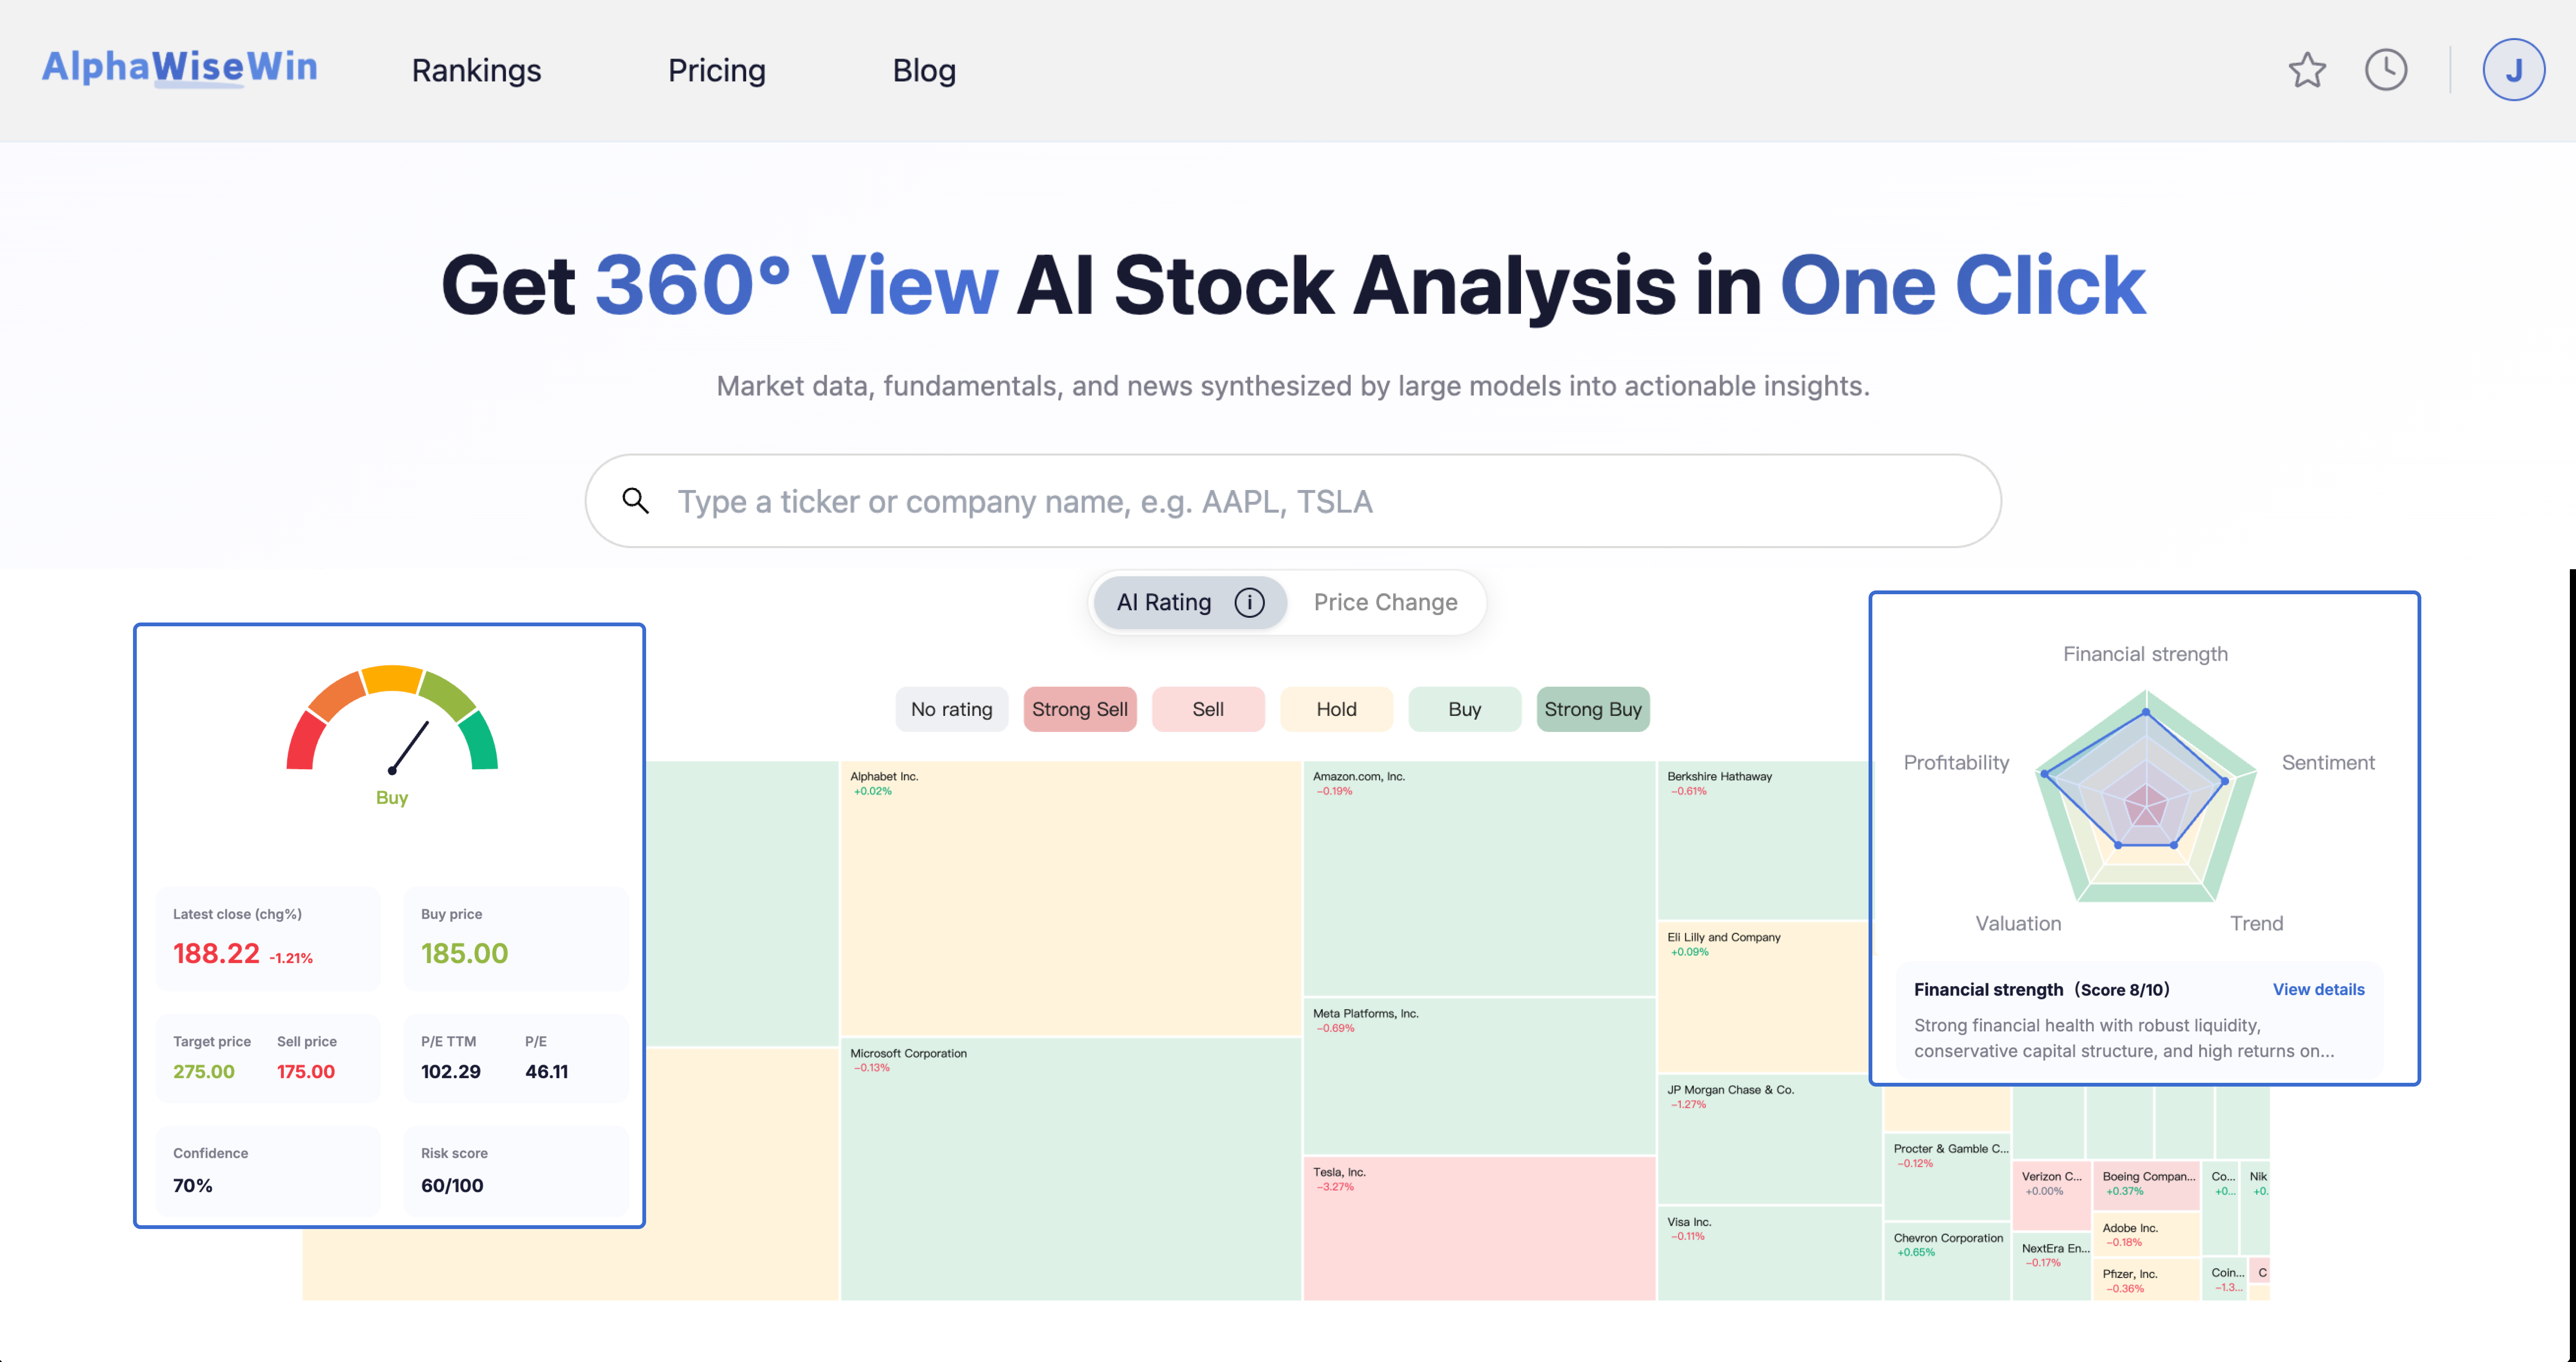 AlphaWiseWin
Rankings
Pricing
Blog
J
Get 360° View AI Stock Analysis in One Click
Market data, fundamentals, and news synthesized by large models into actionable insights.
Type a ticker or company name, e.g. AAPL, TSLA
AI Rating
Price Change
No rating
Strong Sell
Sell
Hold
Buy
Strong Buy
Buy
Latest close (chg%)
188.22 -1.21%
Buy price
185.00
Target price
275.00
Sell price
175.00
P/E TTM
102.29
P/E
46.11
Confidence
70%
Risk score
60/100
Alphabet Inc.
+0.02%
Microsoft Corporation
−0.13%
Amazon.com, Inc.
−0.19%
Meta Platforms, Inc.
−0.69%
Tesla, Inc.
−3.27%
Berkshire Hathaway
−0.61%
Eli Lilly and Company
+0.09%
JP Morgan Chase & Co.
−1.27%
Visa Inc.
−0.11%
Procter & Gamble C...
−0.12%
Chevron Corporation
+0.65%
Verizon C...
+0.00%
NextEra En...
−0.17%
Boeing Compan...
+0.37%
Adobe Inc.
−0.18%
Pfizer, Inc.
−0.36%
Co...
+0...
Nik
+0.
Coin...
−1.3...
C
Financial strength
Profitability
Sentiment
Valuation
Trend
Financial strength (Score 8/10)
View details
Strong financial health with robust liquidity,
conservative capital structure, and high returns on...